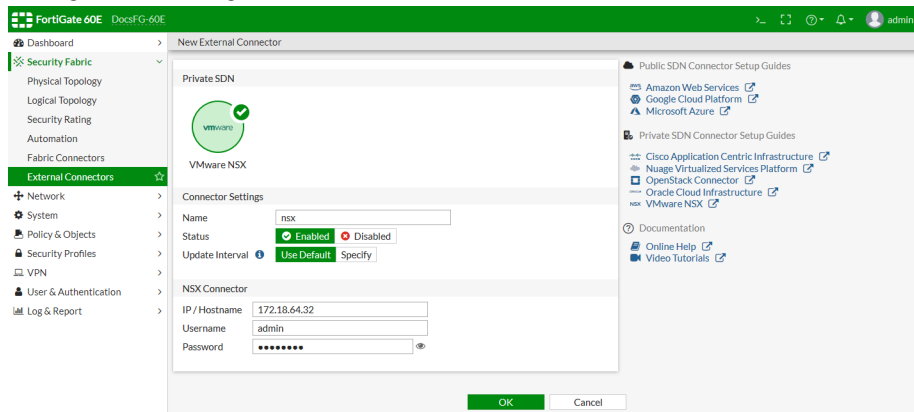 FortiGate 60E DocsFG-60E
>_ admin
Dashboard
Security Fabric
Physical Topology
Logical Topology
Security Rating
Automation
Fabric Connectors
External Connectors
Network
System
Policy & Objects
Security Profiles
VPN
User & Authentication
Log & Report
New External Connector
Private SDN
vmware
VMware NSX
Connector Settings
Name nsx
Status Enabled Disabled
Update Interval Use Default Specify
NSX Connector
IP / Hostname 172.18.64.32
Username admin
Password ••••••••
OK Cancel
Public SDN Connector Setup Guides
aws Amazon Web Services
Google Cloud Platform
Microsoft Azure
Private SDN Connector Setup Guides
Cisco Application Centric Infrastructure
Nuage Virtualized Services Platform
OpenStack Connector
Oracle Cloud Infrastructure
NSX VMware NSX
Documentation
Online Help
Video Tutorials